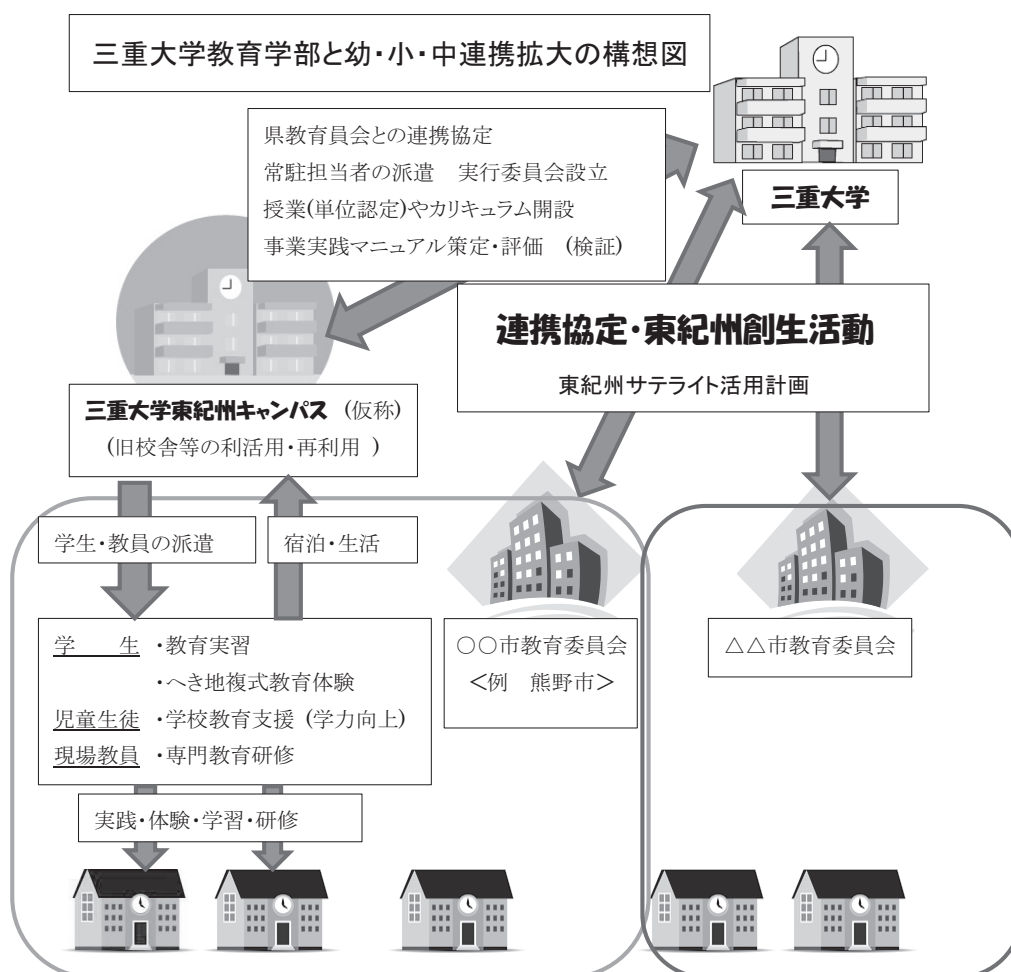 三重大学教育学部と幼・小・中連携拡大の構想図
県教育員会との連携協定
常駐担当者の派遣　実行委員会設立
授業(単位認定)やカリキュラム開設
事業実践マニュアル策定・評価　(検証)
三重大学
連携協定・東紀州創生活動
東紀州サテライト活用計画
三重大学東紀州キャンパス (仮称)
(旧校舎等の利活用・再利用 )
学生・教員の派遣
宿泊・生活
学　　生 ・教育実習
・へき地複式教育体験
児童生徒 ・学校教育支援 (学力向上)
現場教員 ・専門教育研修
○○市教育委員会
＜例　熊野市＞
△△市教育委員会
実践・体験・学習・研修